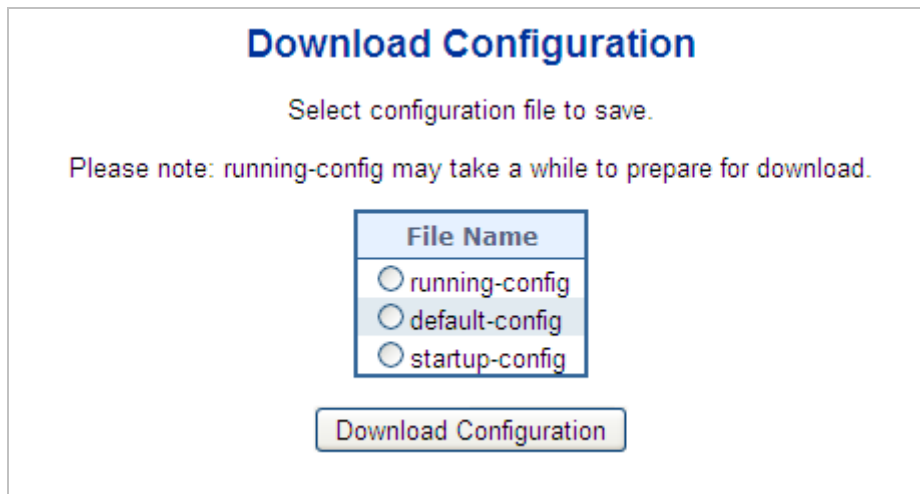 Download Configuration
Select configuration file to save.
Please note: running-config may take a while to prepare for download.
File Name
running-config
default-config
startup-config
Download Configuration